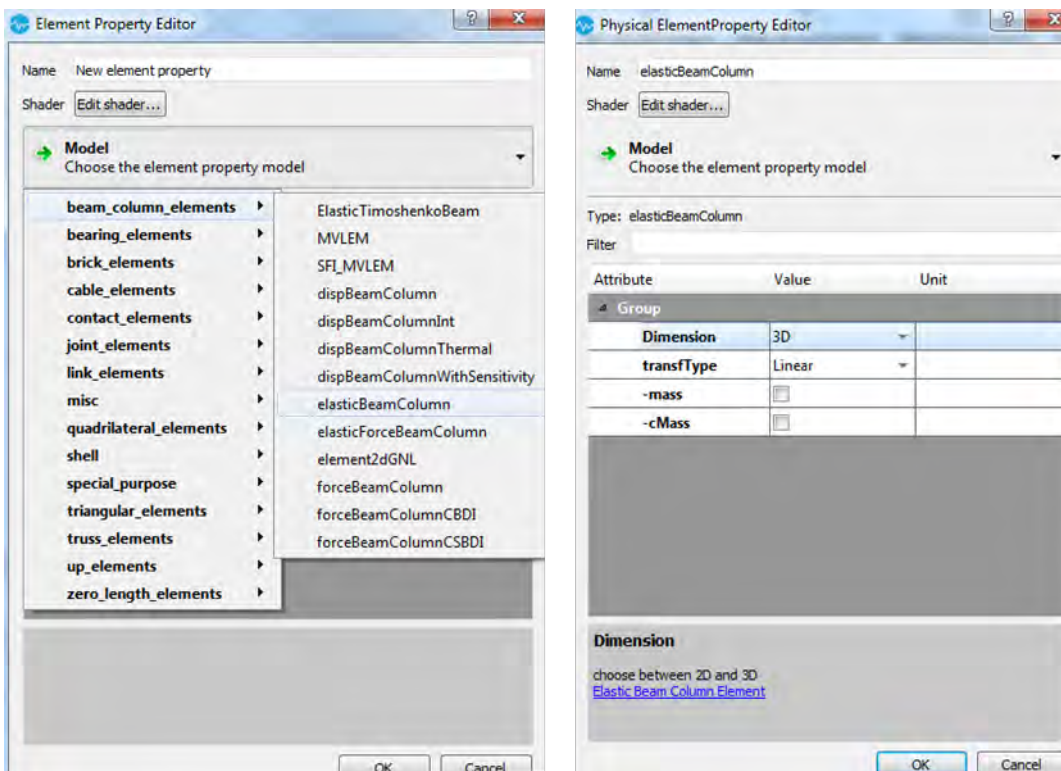 Element Property Editor
Name New element property
Shader Edit shader...
Model
Choose the element property model
beam_column_elements
bearing_elements
brick_elements
cable_elements
contact_elements
joint_elements
link_elements
misc
quadrilateral_elements
shell
special_purpose
triangular_elements
truss_elements
up_elements
zero_length_elements
ElasticTimoshenkoBeam
MVLEM
SFI_MVLEM
dispBeamColumn
dispBeamColumnInt
dispBeamColumnThermal
dispBeamColumnWithSensitivity
elasticBeamColumn
elasticForceBeamColumn
element2dGNL
forceBeamColumn
forceBeamColumnCBDI
forceBeamColumnCSBDI
OK Cancel
Physical ElementProperty Editor
Name elasticBeamColumn
Shader Edit shader...
Model
Choose the element property model
Type: elasticBeamColumn
Filter
Attribute Value Unit
Group
Dimension 3D
transfType Linear
-mass
-cMass
Dimension
choose between 2D and 3D
Elastic Beam Column Element
OK Cancel